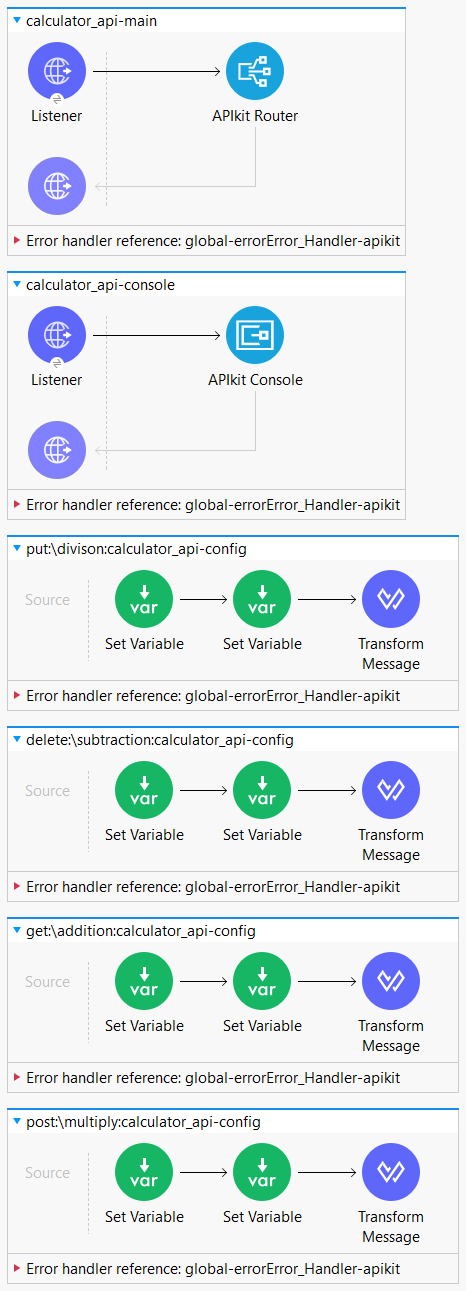 calculator_api-main
Listener
APIkit Router
Error handler reference: global-errorError_Handler-apikit
calculator_api-console
Listener
APIkit Console
Error handler reference: global-errorError_Handler-apikit
put:\divison:calculator_api-config
Source
var
var
Set Variable
Set Variable
Transform
Message
Error handler reference: global-errorError_Handler-apikit
delete:\subtraction:calculator_api-config
Source
var
var
Set Variable
Set Variable
Transform
Message
Error handler reference: global-errorError_Handler-apikit
get:\addition:calculator_api-config
Source
var
var
Set Variable
Set Variable
Transform
Message
Error handler reference: global-errorError_Handler-apikit
post:\multiply:calculator_api-config
Source
var
var
Set Variable
Set Variable
Transform
Message
Error handler reference: global-errorError_Handler-apikit